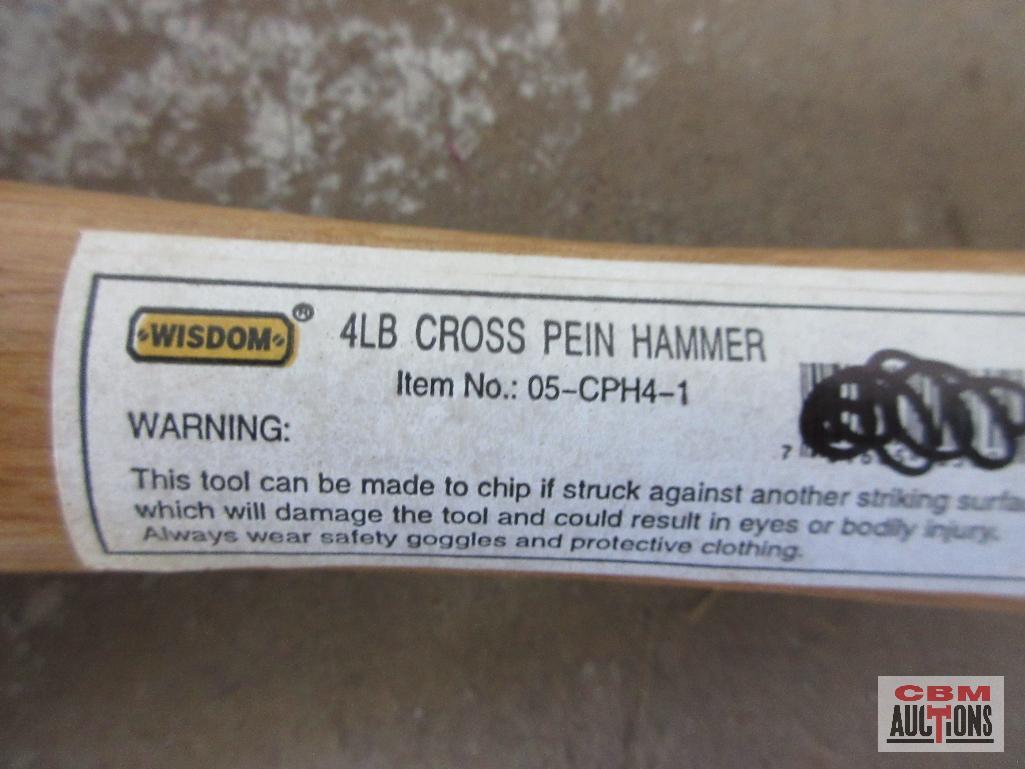 WISDOM® 4LB CROSS PEIN HAMMER
Item No.: 05-CPH4-1
WARNING:
7
This tool can be made to chip if struck against another striking
which will damage the tool and could result in eyes or bodily injury.
Always wear safety goggles and protective clothing.
CBM
AUCTIONS